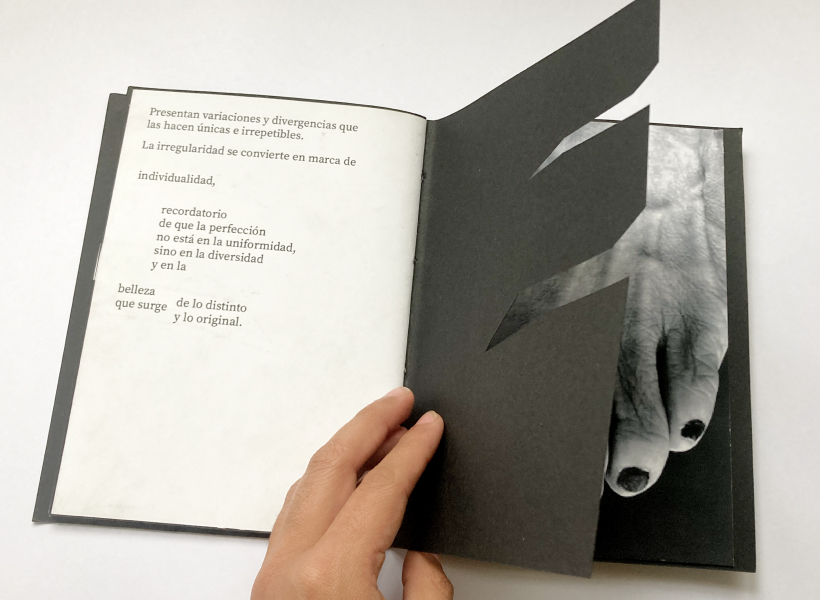 Presentan variaciones y divergencias que
las hacen únicas e irrepetibles.
La irregularidad se convierte en marca de
individualidad,
recordatorio
de que la perfección
no está en la uniformidad,
sino en la diversidad
y en la
belleza
que surge de lo distinto
y lo original.